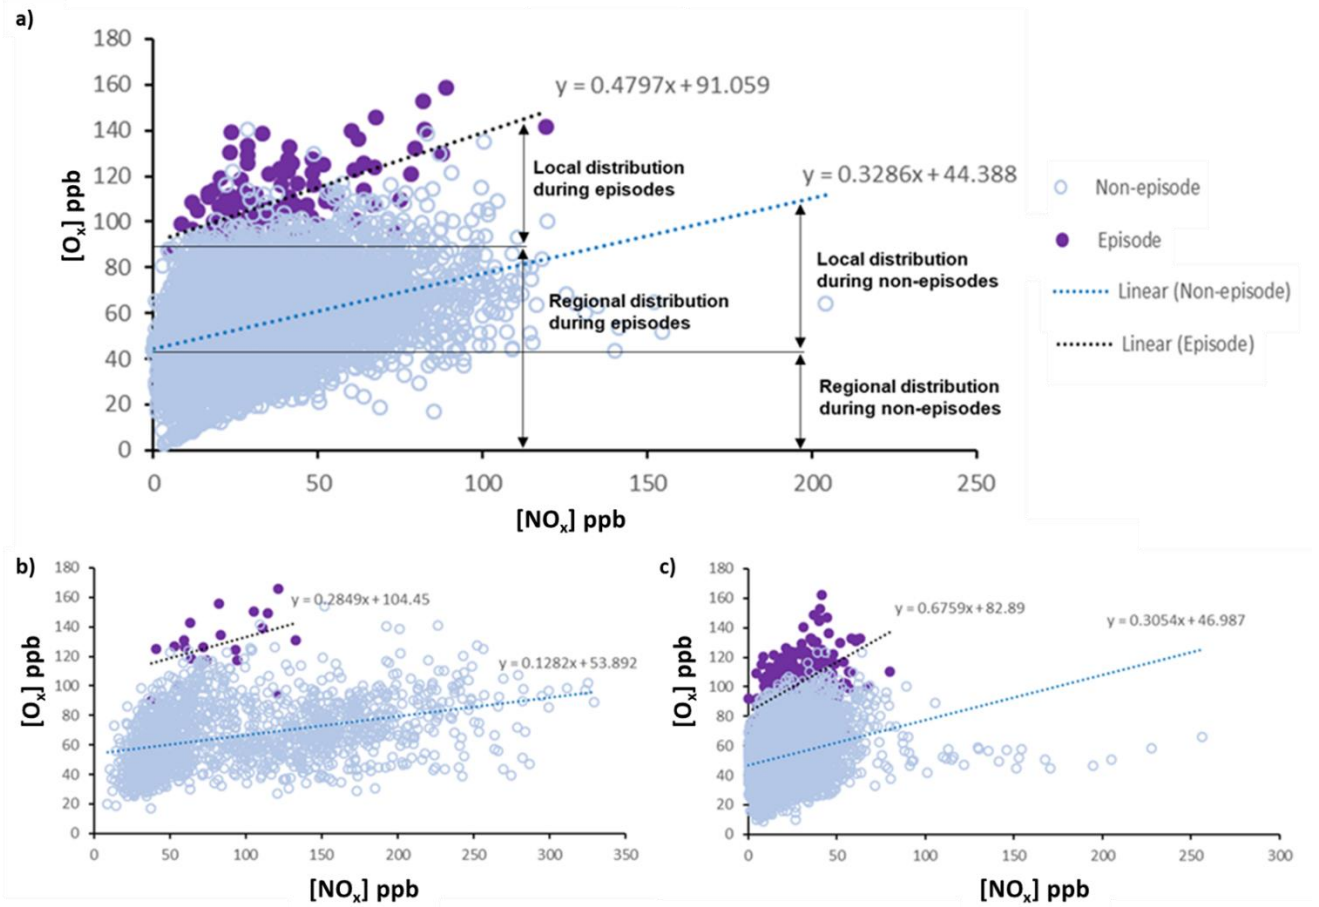 a)
180
160
140
120
100
80
60
40
20
0
[Oₓ] ppb
y = 0.4797x + 91.059
y = 0.3286x + 44.388
Local distribution
during episodes
Regional distribution
during episodes
Local distribution
during non-episodes
Regional distribution
during non-episodes
0 50 100 150 200 250
[NOₓ] ppb
Non-episode
Episode
Linear (Non-episode)
Linear (Episode)
b)
180
160
140
120
100
80
60
40
20
0
[Oₓ] ppb
y = 0.2849x + 104.45
y = 0.1282x + 53.892
0 50 100 150 200 250 300 350
[NOₓ] ppb
c)
180
160
140
120
100
80
60
40
20
0
[Oₓ] ppb
y = 0.6759x + 82.89
y = 0.3054x + 46.987
0 50 100 150 200 250 300
[NOₓ] ppb